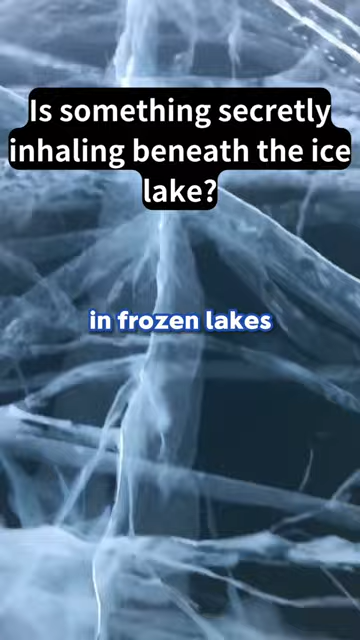 Is something secretly
inhaling beneath the ice
lake?
in frozen lakes